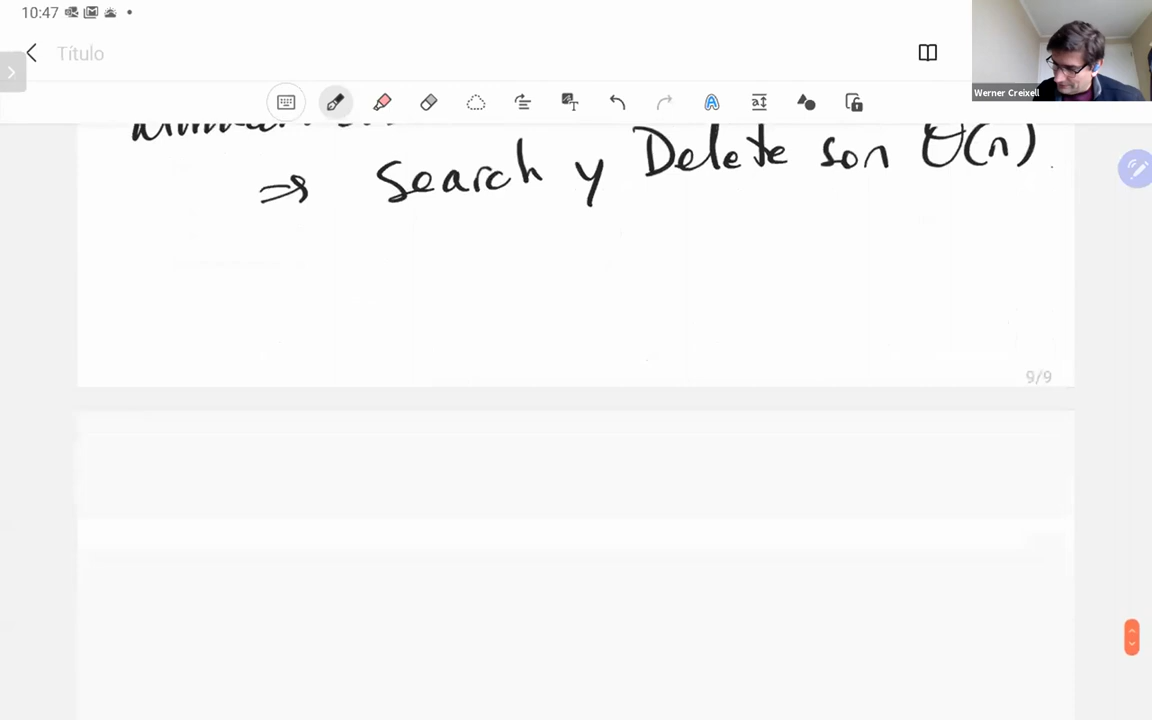 10:47
Título
Werner Creixell
⇒ Search y Delete son Θ(n)
9/9